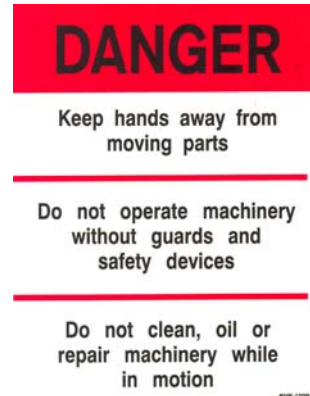 DANGER
Keep hands away from
moving parts
Do not operate machinery
without guards and
safety devices
Do not clean, oil or
repair machinery while
in motion